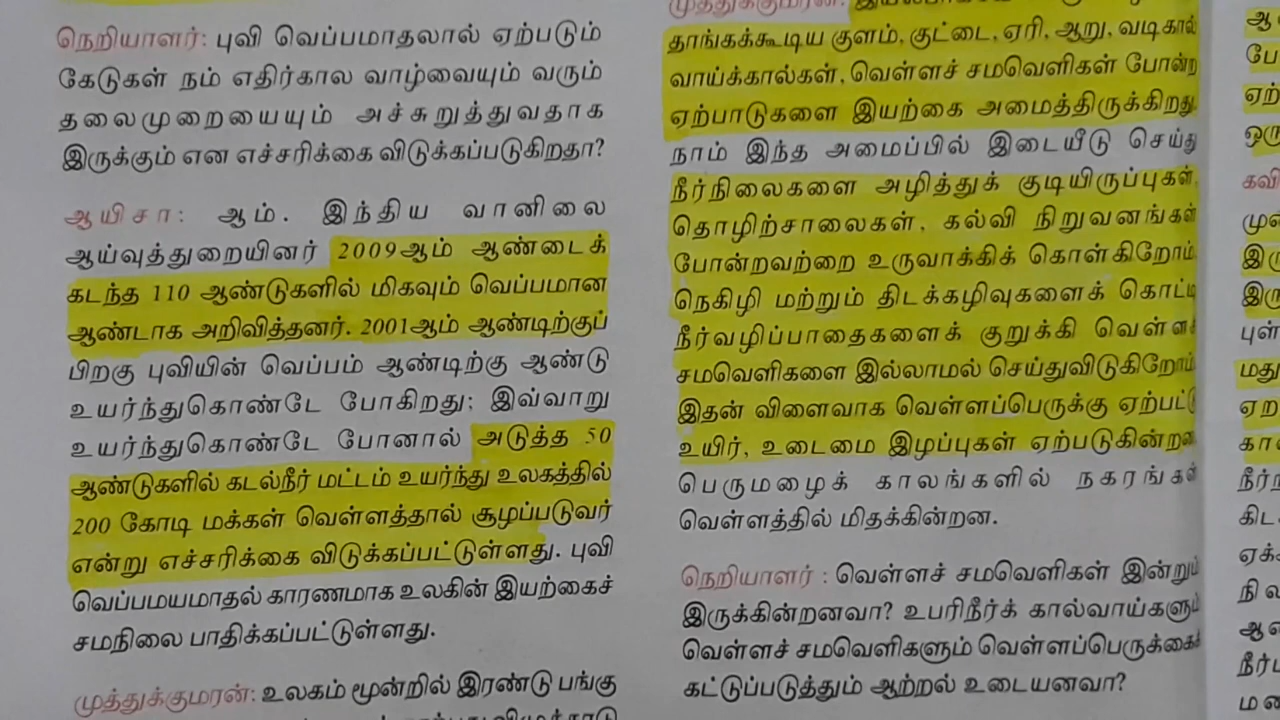 நெறியாளர்: புவி வெப்பமாதலால் ஏற்படும்
கேடுகள் நம் எதிர்கால வாழ்வையும் வரும்
தலைமுறையையும் அச்சுறுத்துவதாக
இருக்கும் என எச்சரிக்கை விடுக்கப்படுகிறதா?
ஆயிசா: ஆம். இந்திய வானிலை
ஆய்வுத்துறையினர் 2009ஆம் ஆண்டைக்
கடந்த 110 ஆண்டுகளில் மிகவும் வெப்பமான
ஆண்டாக அறிவித்தனர். 2001ஆம் ஆண்டிற்குப்
பிறகு புவியின் வெப்பம் ஆண்டிற்கு ஆண்டு
உயர்ந்துகொண்டே போகிறது; இவ்வாறு
உயர்ந்துகொண்டே போனால் அடுத்த 50
ஆண்டுகளில் கடல்நீர் மட்டம் உயர்ந்து உலகத்தில்
200 கோடி மக்கள் வெள்ளத்தால் சூழப்படுவர்
என்று எச்சரிக்கை விடுக்கப்பட்டுள்ளது. புவி
வெப்பமயமாதல் காரணமாக உலகின் இயற்கைச்
சமநிலை பாதிக்கப்பட்டுள்ளது.
முத்துக்குமரன்: உலகம் மூன்றில் இரண்டு பங்கு
முத்துக்குமரன்:
தாங்கக்கூடிய குளம், குட்டை, ஏரி, ஆறு, வடிகால்
வாய்க்கால்கள், வெள்ளச் சமவெளிகள் போன்ற
ஏற்பாடுகளை இயற்கை அமைத்திருக்கிறது.
நாம் இந்த அமைப்பில் இடையீடு செய்து
நீர்நிலைகளை அழித்துக் குடியிருப்புகள்,
தொழிற்சாலைகள், கல்வி நிறுவனங்கள்
போன்றவற்றை உருவாக்கிக் கொள்கிறோம்.
நெகிழி மற்றும் திடக்கழிவுகளைக் கொட்டி
நீர்வழிப்பாதைகளைக் குறுக்கி வெள்ளச்
சமவெளிகளை இல்லாமல் செய்துவிடுகிறோம்.
இதன் விளைவாக வெள்ளப்பெருக்கு ஏற்பட்டு
உயிர், உடைமை இழப்புகள் ஏற்படுகின்றன.
பெருமழைக் காலங்களில் நகரங்கள்
வெள்ளத்தில் மிதக்கின்றன.
நெறியாளர் : வெள்ளச் சமவெளிகள் இன்றும்
இருக்கின்றனவா? உபரிநீர்க் கால்வாய்களும்
வெள்ளச் சமவெளிகளும் வெள்ளப்பெருக்கைக்
கட்டுப்படுத்தும் ஆற்றல் உடையனவா?